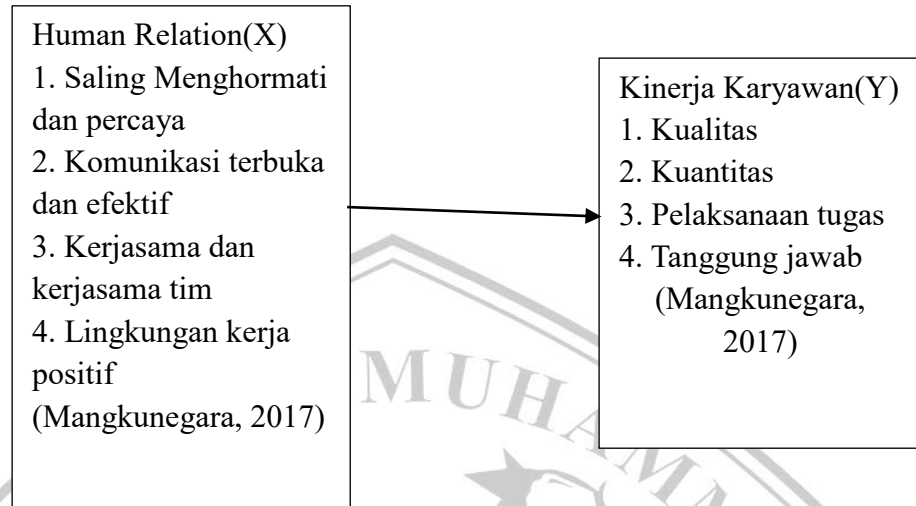 Human Relation(X)
1. Saling Menghormati
dan percaya
2. Komunikasi terbuka
dan efektif
3. Kerjasama dan
kerjasama tim
4. Lingkungan kerja
positif
(Mangkunegara, 2017)
Kinerja Karyawan(Y)
1. Kualitas
2. Kuantitas
3. Pelaksanaan tugas
4. Tanggung jawab
(Mangkunegara,
2017)
MUHAMM